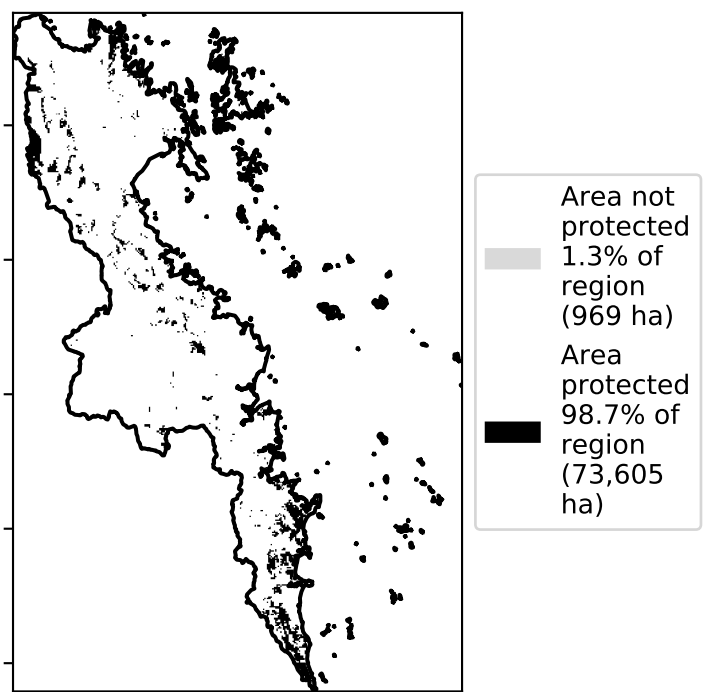 Area not
protected
1.3% of
region
(969 ha)
Area
protected
98.7% of
region
(73,605
ha)